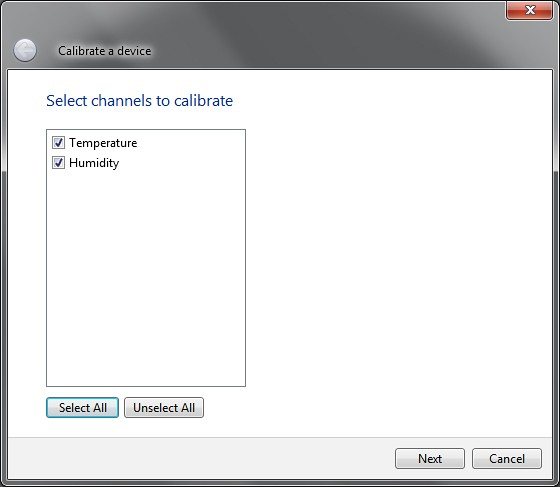 Calibrate a device
Select channels to calibrate
Temperature
Humidity
Select All Unselect All
Next Cancel